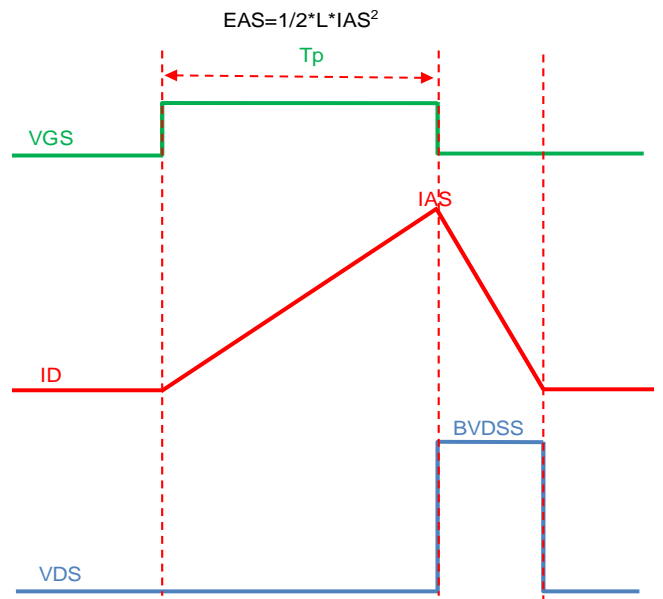 EAS=1/2*L*IAS²
Tp
VGS
IAS
ID
BVDSS
VDS